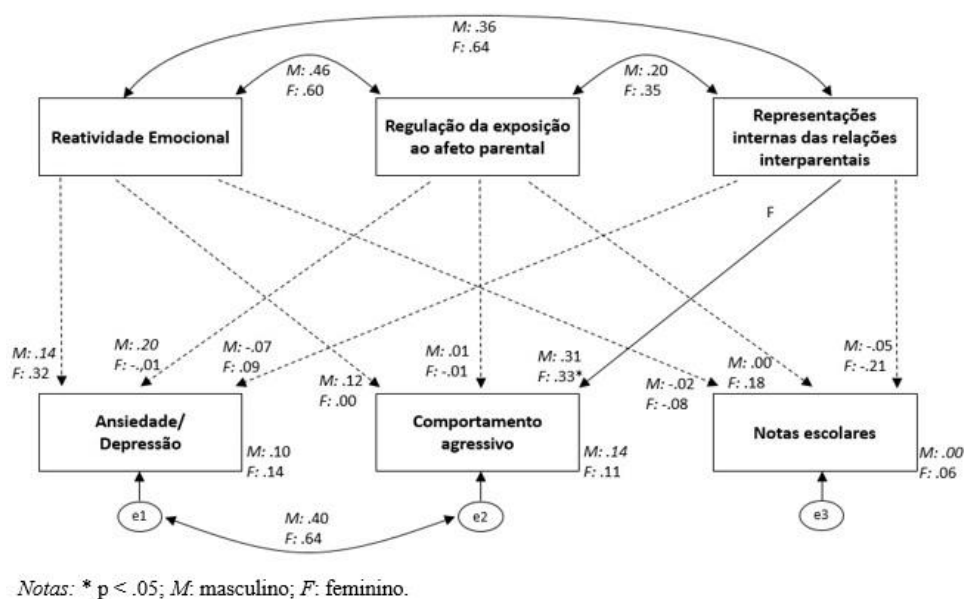 M: .36
F: .64
M: .46
F: .60
M: .20
F: .35
Reatividade Emocional
Regulação da exposição
ao afeto parental
Representações
internas das relações
interparentais
F
M: .14
F: .32
M: .20
F: -,01
M: -.07
F: .09
M: .12
F: .00
M: .01
F: -.01
M: .31
F: .33*
M: -.02
F: -.08
M: .00
F: .18
M: -.05
F: -.21
Ansiedade/
Depressão
M: .10
F: .14
Comportamento
agressivo
M: .14
F: .11
Notas escolares
M: .00
F: .06
e1
M: .40
F: .64
e2
e3
Notas: * p < .05; M: masculino; F: feminino.